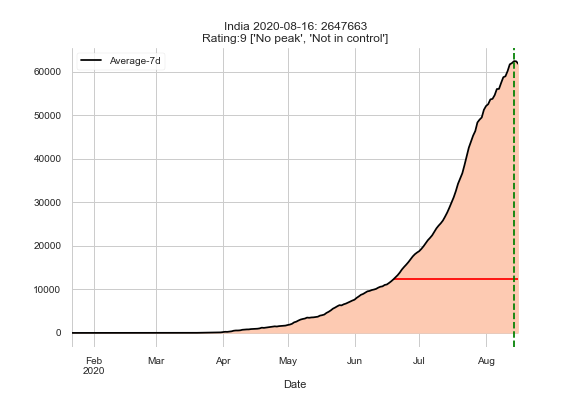 India 2020-08-16: 2647663
Rating:9 ['No peak', 'Not in control']
Average-7d
60000
50000
40000
30000
20000
10000
0
Feb Mar Apr May Jun Jul Aug
2020
Date